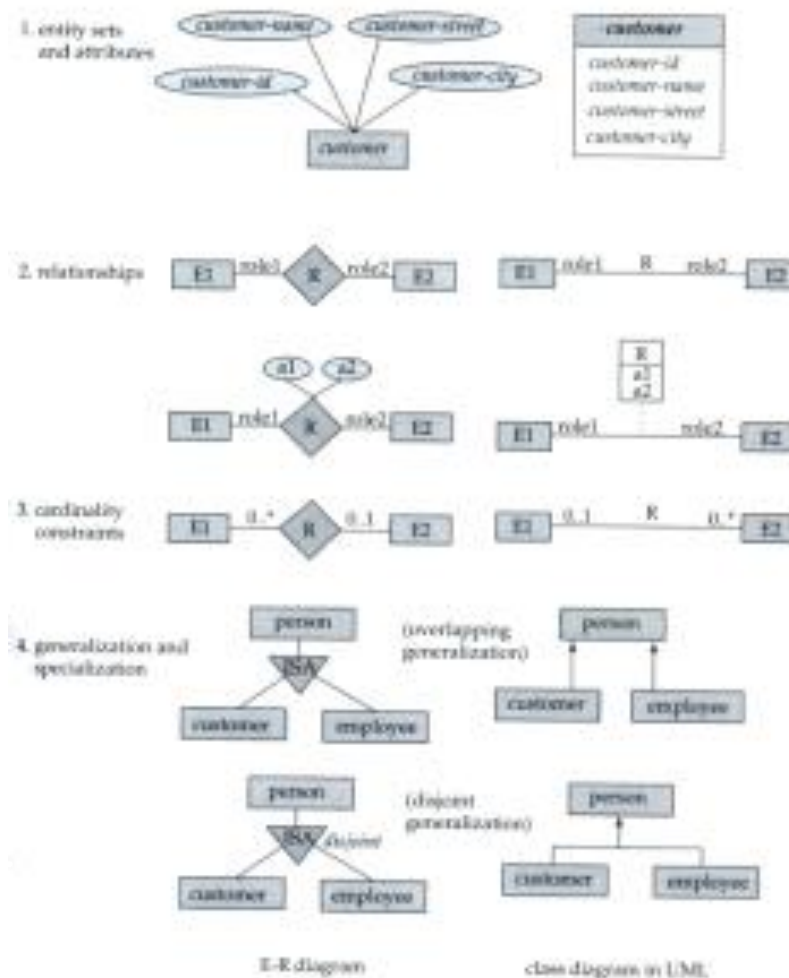 1. entity sets
and attributes
customer-name
customer-street
customer-id
customer-city
customer
customer
customer-id
customer-name
customer-street
customer-city
2. relationships
E1 role1 R role2 E2
E1 role1 R role2 E2
a1 a2
E1 role1 R role2 E2
R
a1
a2
E1 role1 role2 E2
3. cardinality
constraints
E1 0..* R 0..1 E2
E1 0..1 R 0..* E2
4. generalization and
specialization
person
ISA
customer employee
(overlapping
generalization)
person
customer employee
person
ISA disjoint
customer employee
(disjoint
generalization)
person
customer employee
E-R diagram
class diagram in UML